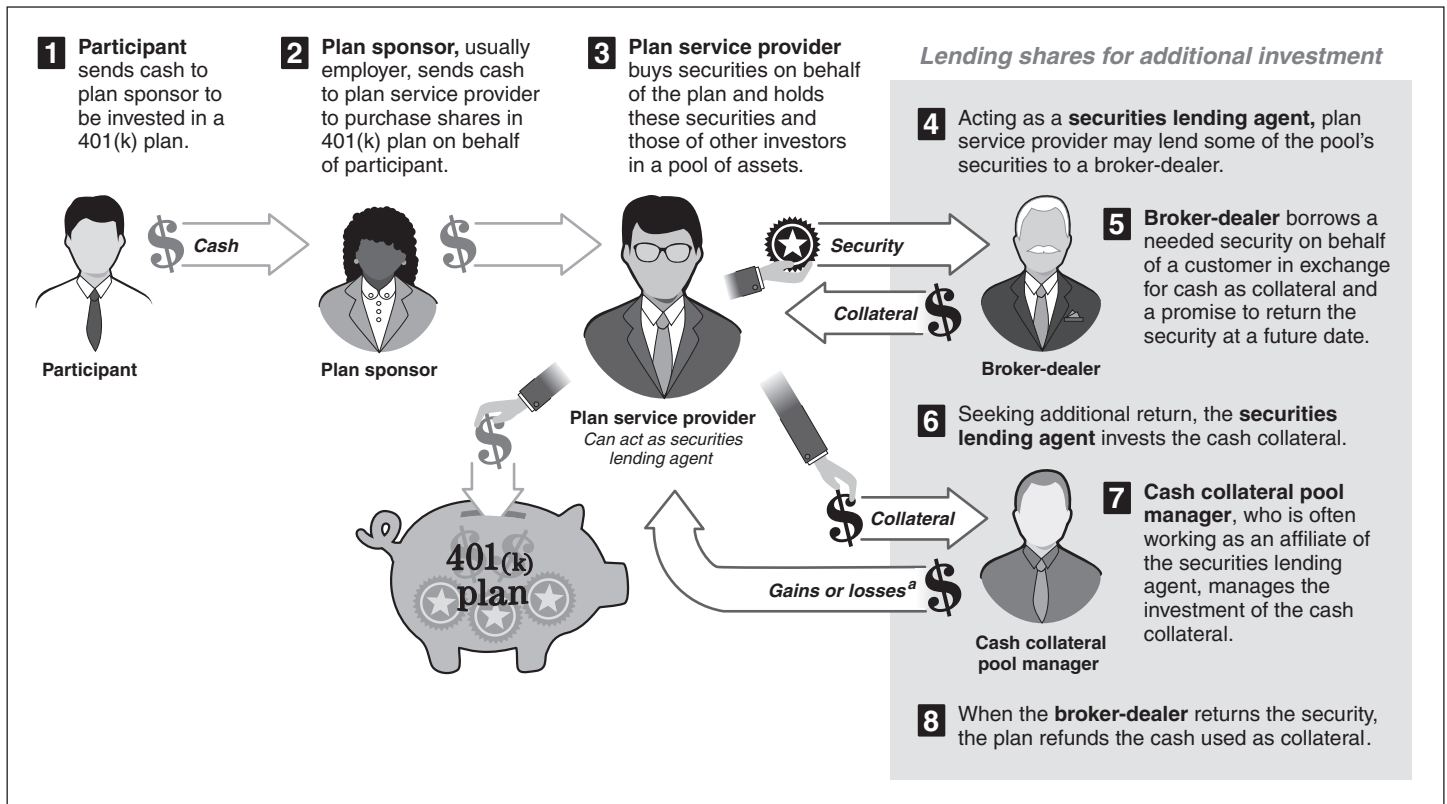 1 Participant
sends cash to
plan sponsor to
be invested in a
401(k) plan.
2 Plan sponsor, usually
employer, sends cash
to plan service provider
to purchase shares in
401(k) plan on behalf
of participant.
3 Plan service provider
buys securities on behalf
of the plan and holds
these securities and
those of other investors
in a pool of assets.
Lending shares for additional investment
4 Acting as a securities lending agent, plan
service provider may lend some of the pool's
securities to a broker-dealer.
$ Cash
$
Security
Collateral $
5 Broker-dealer borrows a
needed security on behalf
of a customer in exchange
for cash as collateral and
a promise to return the
security at a future date.
Participant
Plan sponsor
Broker-dealer
Plan service provider
Can act as securities
lending agent
6 Seeking additional return, the securities
lending agent invests the cash collateral.
$
$ Collateral
7 Cash collateral pool
manager, who is often
working as an affiliate of
the securities lending
agent, manages the
investment of the cash
collateral.
$ $
401(k)
plan
Gains or losses^a $
Cash collateral
pool manager
8 When the broker-dealer returns the security,
the plan refunds the cash used as collateral.